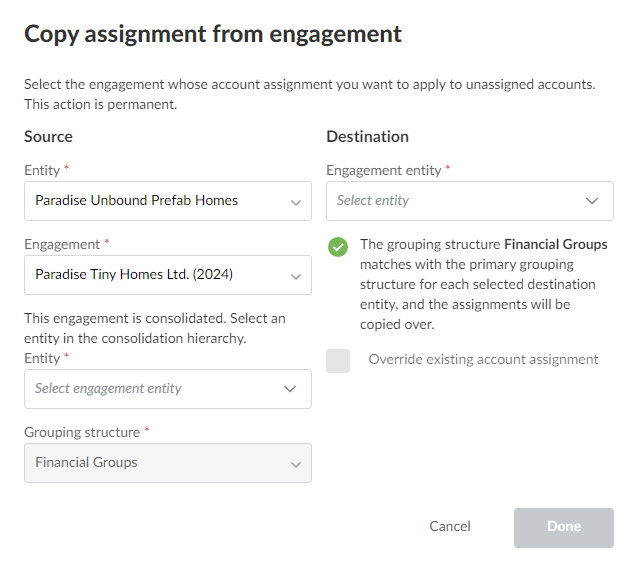 Copy assignment from engagement
Select the engagement whose account assignment you want to apply to unassigned accounts.
This action is permanent.
Source
Entity *
Paradise Unbound Prefab Homes
Engagement *
Paradise Tiny Homes Ltd. (2024)
This engagement is consolidated. Select an
entity in the consolidation hierarchy.
Entity *
Select engagement entity
Grouping structure *
Financial Groups
Destination
Engagement entity *
Select entity
The grouping structure Financial Groups
matches with the primary grouping
structure for each selected destination
entity, and the assignments will be
copied over.
Override existing account assignment
Cancel
Done